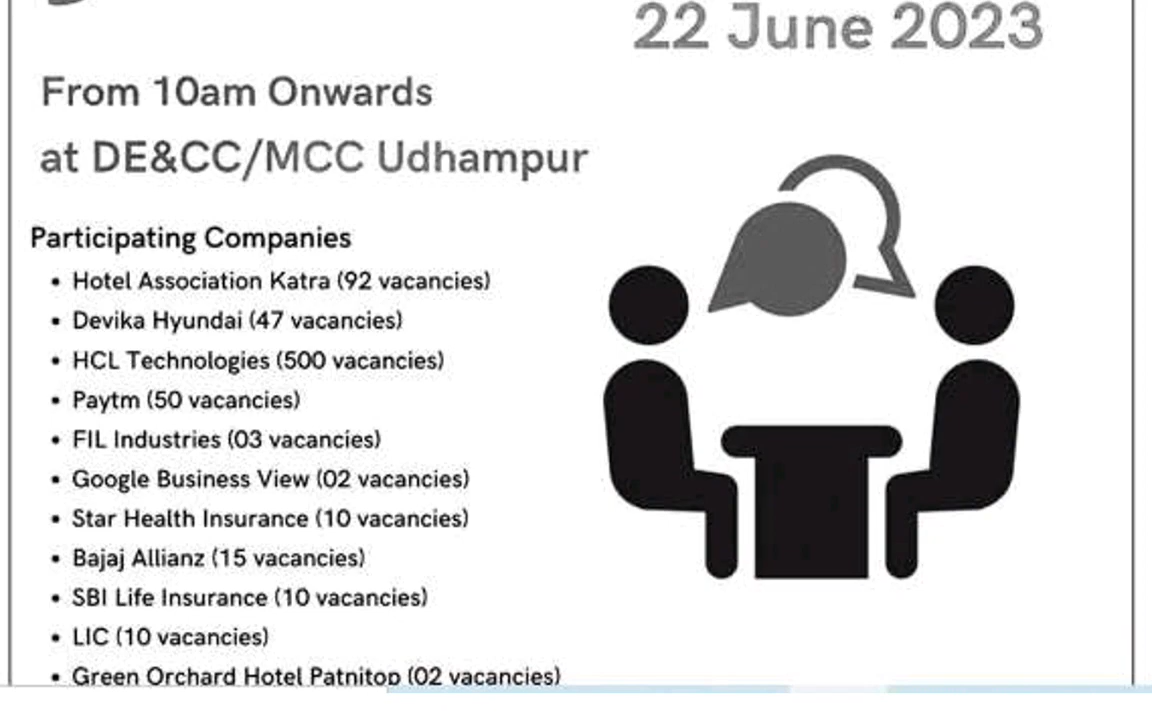 22 June 2023
From 10am Onwards
at DE&CC/MCC Udhampur
Participating Companies
• Hotel Association Katra (92 vacancies)
• Devika Hyundai (47 vacancies)
• HCL Technologies (500 vacancies)
• Paytm (50 vacancies)
• FIL Industries (03 vacancies)
• Google Business View (02 vacancies)
• Star Health Insurance (10 vacancies)
• Bajaj Allianz (15 vacancies)
• SBI Life Insurance (10 vacancies)
• LIC (10 vacancies)
• Green Orchard Hotel Patnitop (02 vacancies)